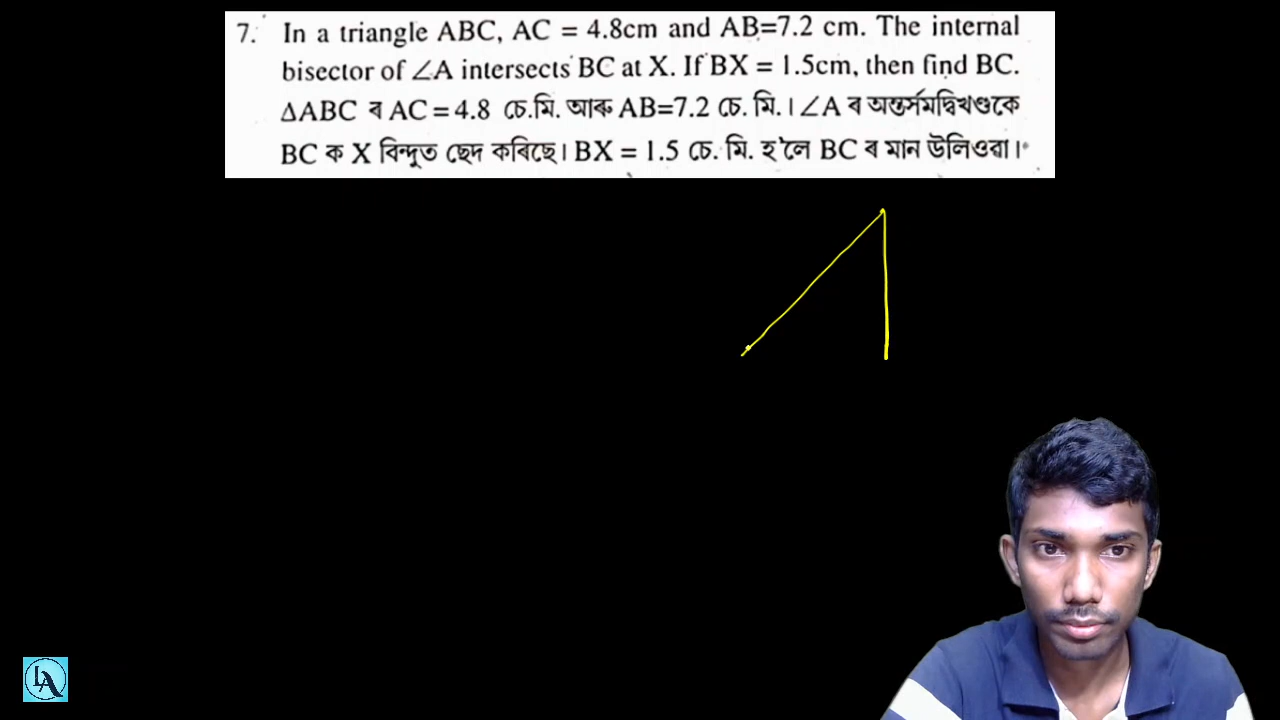 7. In a triangle ABC, AC = 4.8cm and AB=7.2 cm. The internal
bisector of ∠A intersects BC at X. If BX = 1.5cm, then find BC.
ΔABC ৰ AC = 4.8 চে.মি. আৰু AB=7.2 চে. মি.। ∠A ৰ অন্তৰ্সমদ্বিখণ্ডকে
BC ক X বিন্দুত ছেদ কৰিছে। BX = 1.5 চে. মি. হ'লে BC ৰ মান উলিওৱা।
LA